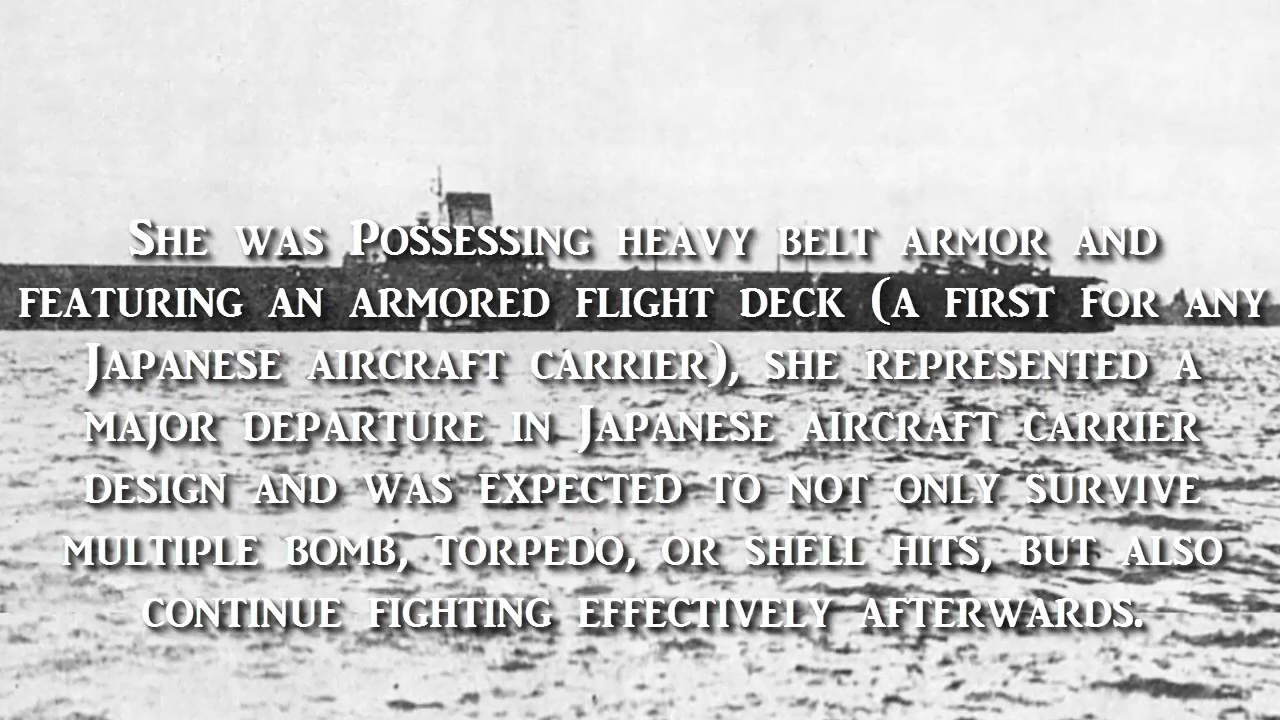 She was Possessing heavy belt armor and
featuring an armored flight deck (a first for any
Japanese aircraft carrier), she represented a
major departure in Japanese aircraft carrier
design and was expected to not only survive
multiple bomb, torpedo, or shell hits, but also
continue fighting effectively afterwards.